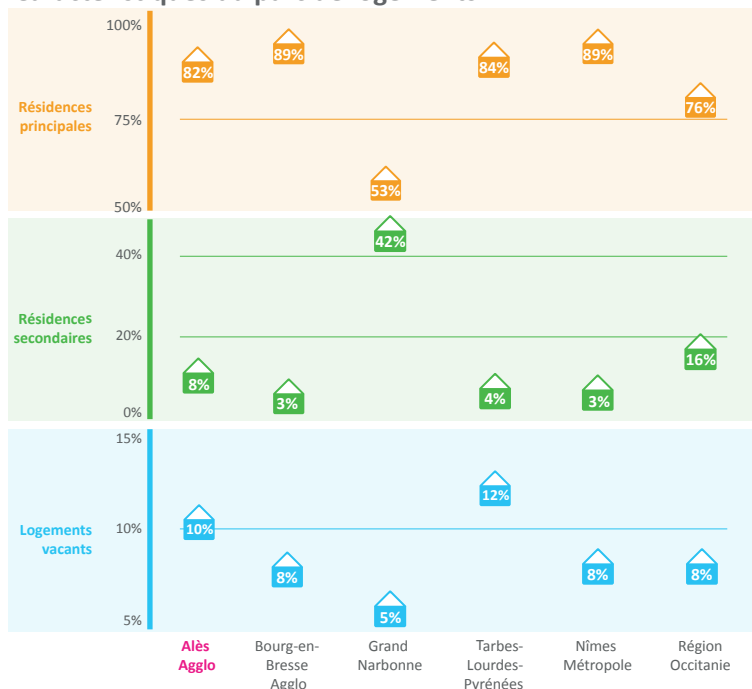 100%
82%
89%
84%
89%
Résidences
principales
75%
76%
53%
50%
42%
40%
Résidences
secondaires
20%
16%
8%
3%
4%
3%
0%
15%
12%
Logements
vacants
10%
10%
8%
8%
8%
5%
5%
Alès
Agglo
Bourg-en-
Bresse
Agglo
Grand
Narbonne
Tarbes-
Lourdes-
Pyrénées
Nîmes
Métropole
Région
Occitanie